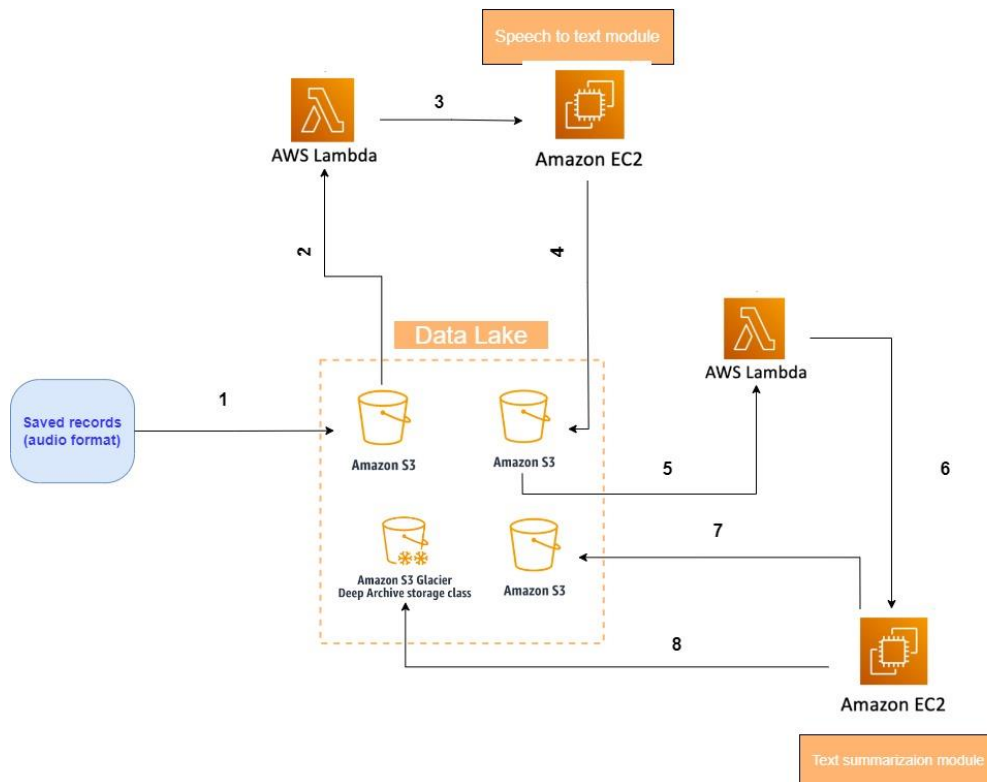 Speech to text module
3
AWS Lambda
Amazon EC2
2
4
Data Lake
AWS Lambda
1
Saved records
(audio format)
Amazon S3
Amazon S3
5
6
7
Amazon S3 Glacier
Deep Archive storage class
Amazon S3
8
Amazon EC2
Text summarizaion module